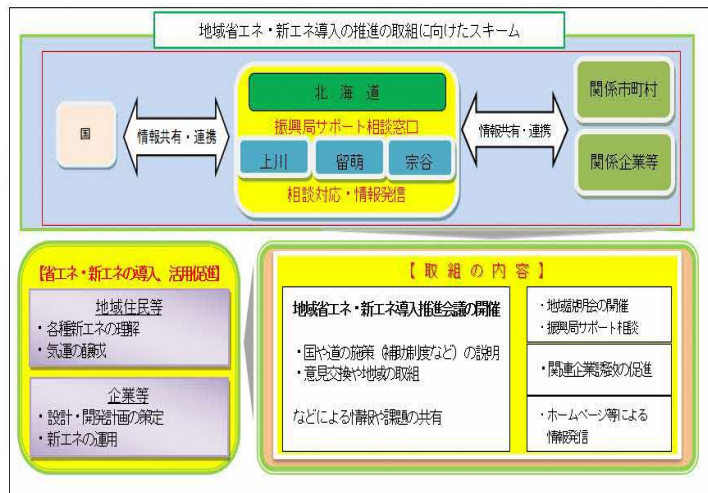 地域省エネ・新エネ導入の推進の取組に向けたスキーム
国
情報共有・連携
北海道
振興局サポート相談窓口
上川
留萌
宗谷
相談対応・情報発信
情報共有・連携
関係市町村
関係企業等
【省エネ・新エネの導入、活用促進】
地域住民等
・各種新エネの理解
・気運の醸成
企業等
・設計・開発計画の策定
・新エネの運用
【取組の内容】
地域省エネ・新エネ導入推進会議の開催
・国や道の施策（補助制度など）の説明
・意見交換や地域の取組
などによる情報や課題の共有
・地域説明会の開催
・振興局サポート相談
・関連企業誘致の促進
・ホームページ等による
情報発信